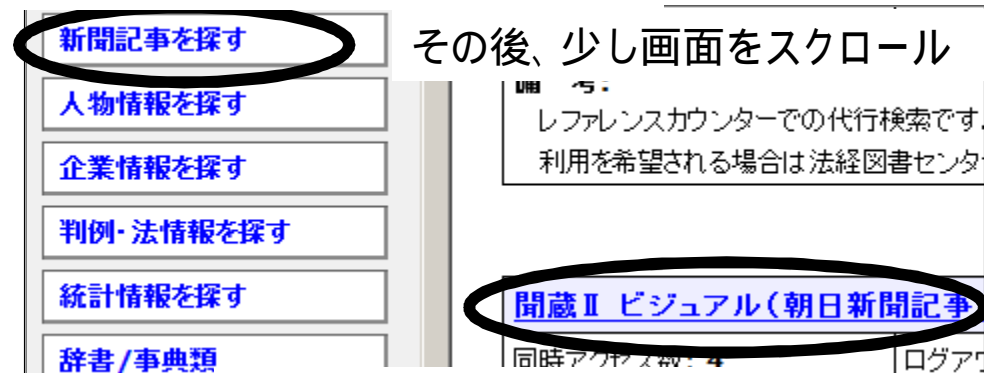 新聞記事を探す
人物情報を探す
企業情報を探す
判例・法情報を探す
統計情報を探す
辞書/事典類
その後、少し画面をスクロール
備 考:
レファレンスカウンターでの代行検索です。
利用を希望される場合は法経図書センタ
聞蔵Ⅱ ビジュアル(朝日新聞記事
同時アクセス数: 4
ログアウ